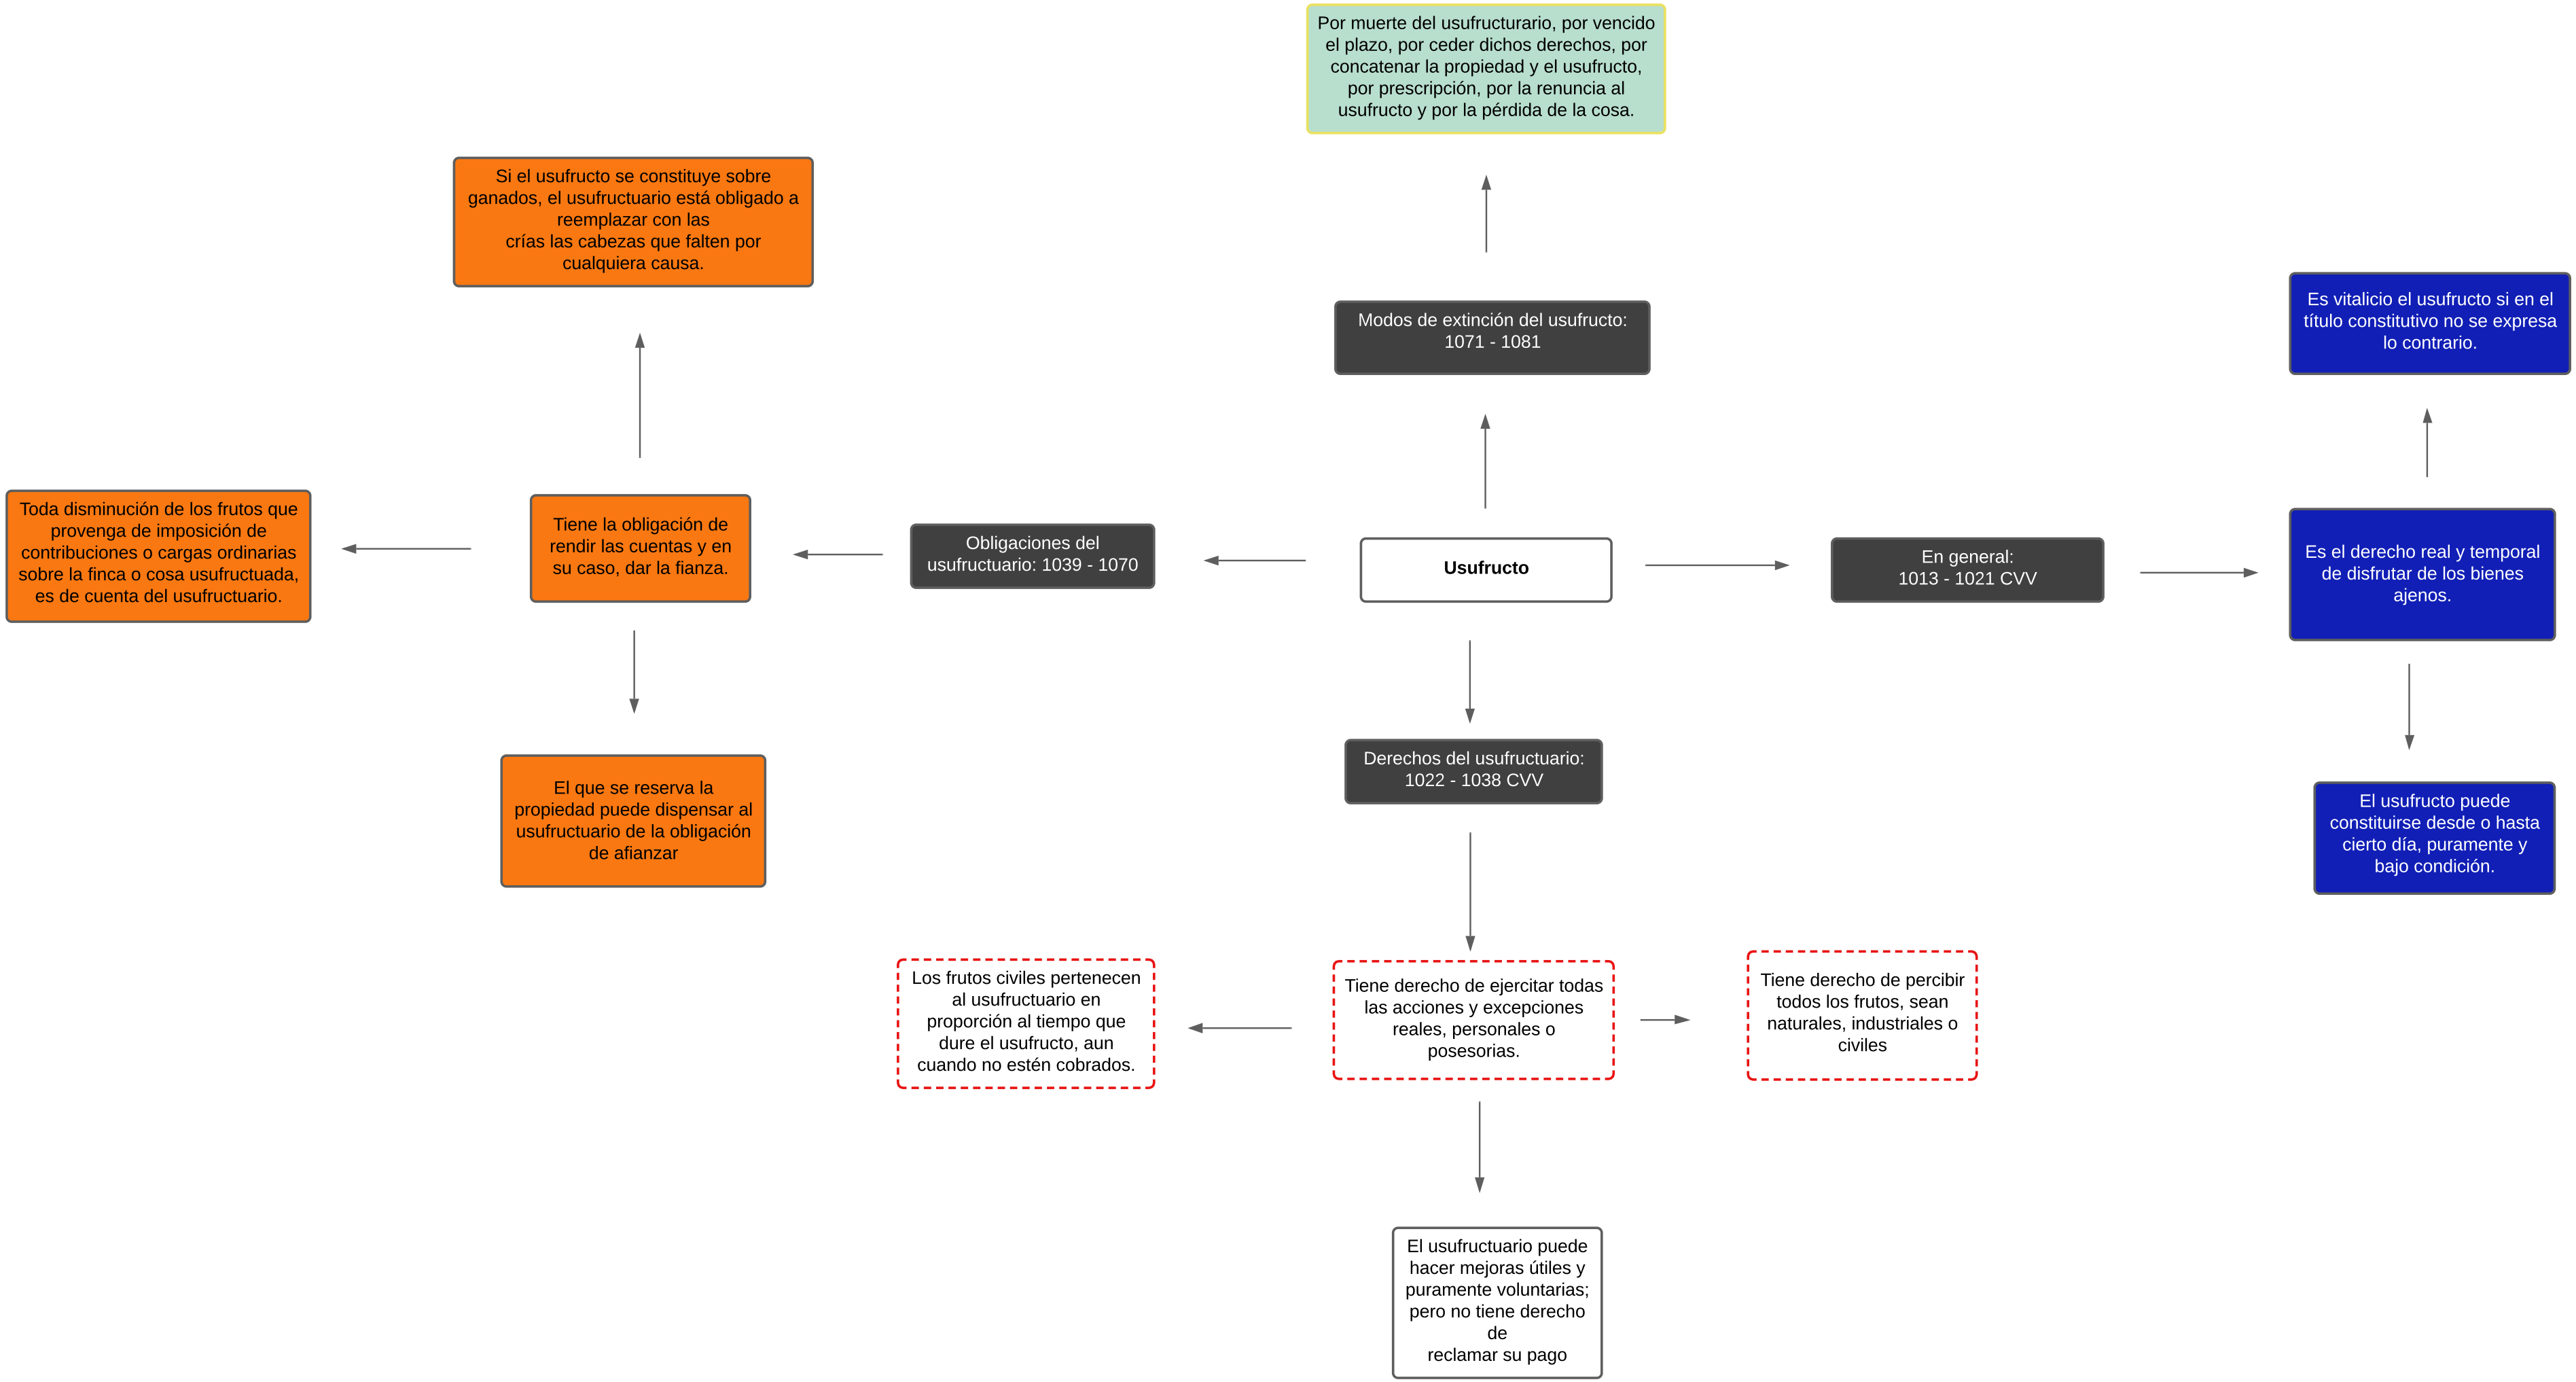 Por muerte del usufructurario, por vencido
el plazo, por ceder dichos derechos, por
concatenar la propiedad y el usufructo,
por prescripción, por la renuncia al
usufructo y por la pérdida de la cosa.
Si el usufructo se constituye sobre
ganados, el usufructuario está obligado a
reemplazar con las
crías las cabezas que falten por
cualquiera causa.
Modos de extinción del usufructo:
1071 - 1081
Es vitalicio el usufructo si en el
título constitutivo no se expresa
lo contrario.
Toda disminución de los frutos que
provenga de imposición de
contribuciones o cargas ordinarias
sobre la finca o cosa usufructuada,
es de cuenta del usufructuario.
Tiene la obligación de
rendir las cuentas y en
su caso, dar la fianza.
Obligaciones del
usufructuario: 1039 - 1070
Usufructo
En general:
1013 - 1021 CVV
Es el derecho real y temporal
de disfrutar de los bienes
ajenos.
El que se reserva la
propiedad puede dispensar al
usufructuario de la obligación
de afianzar
Derechos del usufructuario:
1022 - 1038 CVV
El usufructo puede
constituirse desde o hasta
cierto día, puramente y
bajo condición.
Los frutos civiles pertenecen
al usufructuario en
proporción al tiempo que
dure el usufructo, aun
cuando no estén cobrados.
Tiene derecho de ejercitar todas
las acciones y excepciones
reales, personales o
posesorias.
Tiene derecho de percibir
todos los frutos, sean
naturales, industriales o
civiles
El usufructuario puede
hacer mejoras útiles y
puramente voluntarias;
pero no tiene derecho
de
reclamar su pago